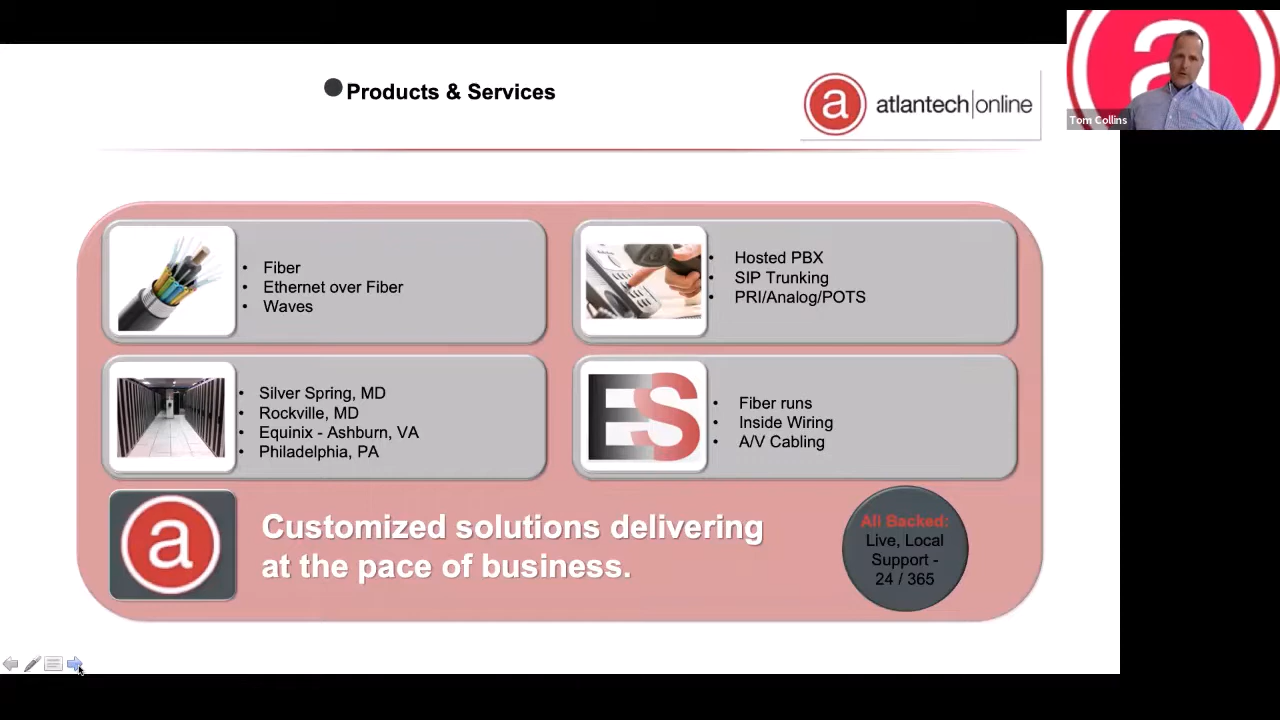 Products & Services
a
atlantech|online
a
Tom Collins
• Fiber
• Ethernet over Fiber
• Waves
• Hosted PBX
• SIP Trunking
• PRI/Analog/POTS
• Silver Spring, MD
• Rockville, MD
• Equinix - Ashburn, VA
• Philadelphia, PA
ES
• Fiber runs
• Inside Wiring
• A/V Cabling
a
Customized solutions delivering
at the pace of business.
All Backed:
Live, Local
Support -
24 / 365